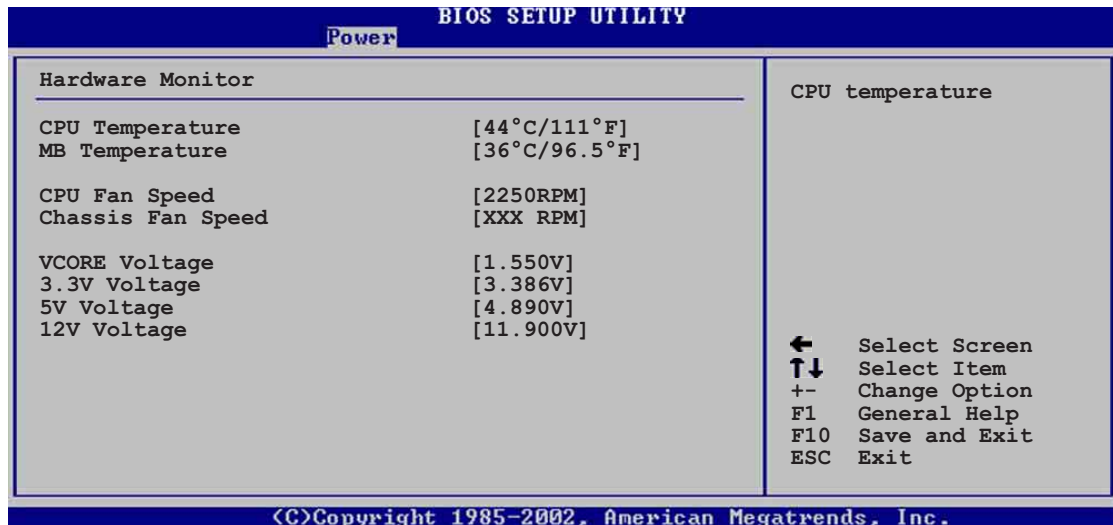 BIOS SETUP UTILITY
Power
Hardware Monitor
CPU Temperature [44°C/111°F]
MB Temperature [36°C/96.5°F]
CPU Fan Speed [2250RPM]
Chassis Fan Speed [XXX RPM]
VCORE Voltage [1.550V]
3.3V Voltage [3.386V]
5V Voltage [4.890V]
12V Voltage [11.900V]
CPU temperature
← Select Screen
↑↓ Select Item
+- Change Option
F1 General Help
F10 Save and Exit
ESC Exit
(C)Copyright 1985-2002, American Megatrends, Inc.